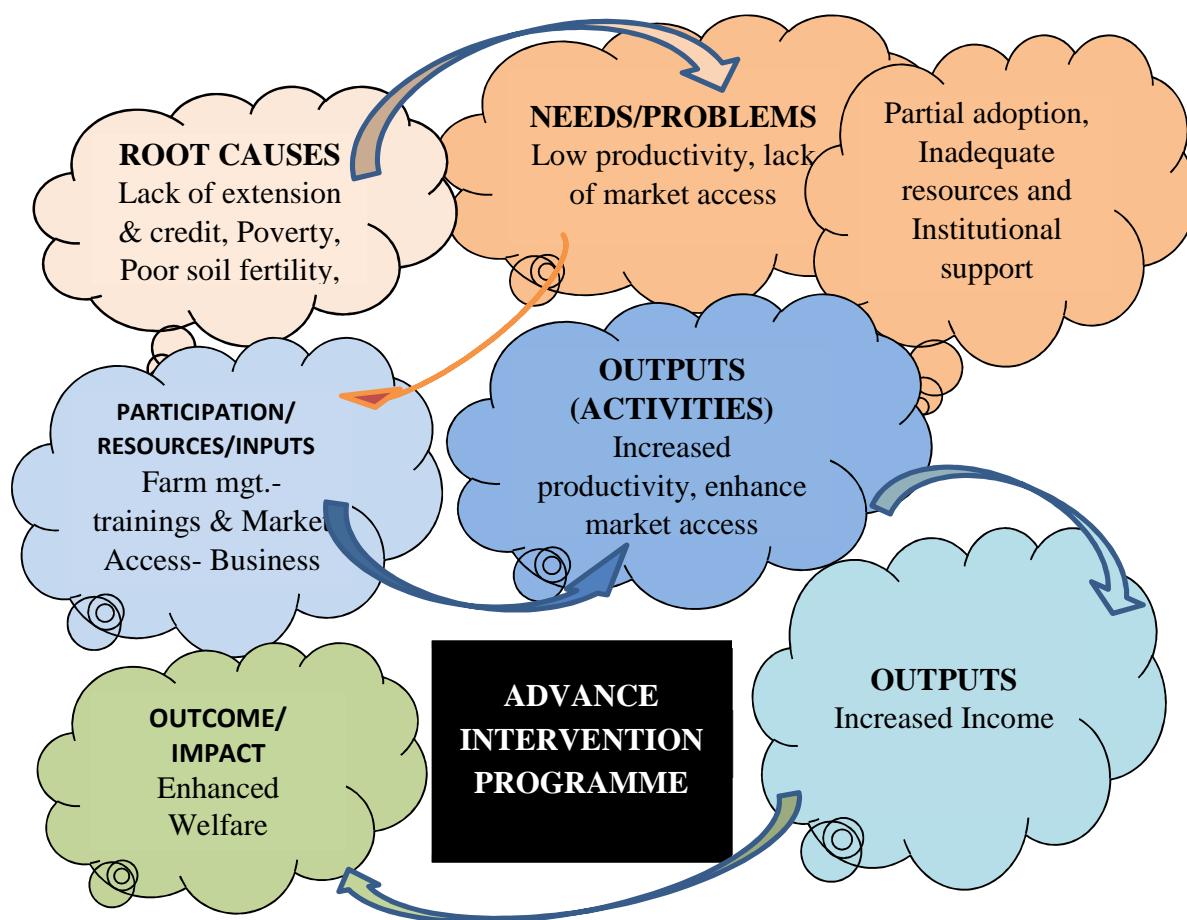 ROOT CAUSES
Lack of extension
& credit, Poverty,
Poor soil fertility,
NEEDS/PROBLEMS
Low productivity, lack
of market access
Partial adoption,
Inadequate
resources and
Institutional
support
PARTICIPATION/
RESOURCES/INPUTS
Farm mgt.-
trainings & Market
Access- Business
OUTPUTS
(ACTIVITIES)
Increased
productivity, enhance
market access
OUTCOME/
IMPACT
Enhanced
Welfare
ADVANCE
INTERVENTION
PROGRAMME
OUTPUTS
Increased Income